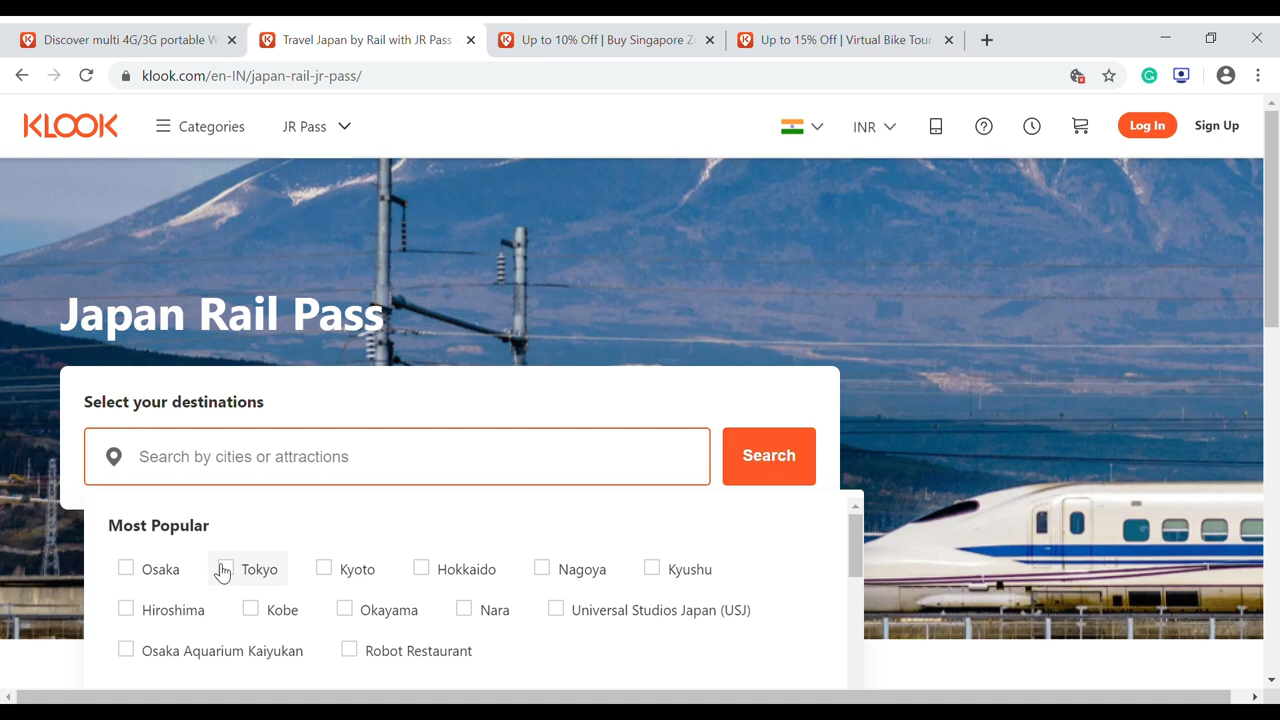 Discover multi 4G/3G portable W
Travel Japan by Rail with JR Pass
Up to 10% Off | Buy Singapore Z
Up to 15% Off | Virtual Bike Tour
klook.com/en-IN/japan-rail-jr-pass/
KLOOK
Categories
JR Pass
INR
Log In
Sign Up
Japan Rail Pass
Select your destinations
Search by cities or attractions
Search
Most Popular
Osaka Tokyo Kyoto Hokkaido Nagoya Kyushu
Hiroshima Kobe Okayama Nara Universal Studios Japan (USJ)
Osaka Aquarium Kaiyukan Robot Restaurant